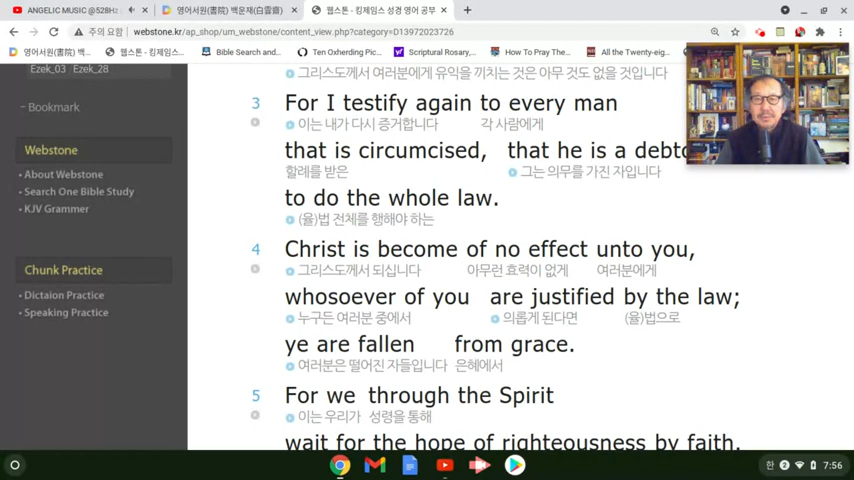 ANGELIC MUSIC @528Hz
영어서원(書院) 백운재(白雲齋)
웹스톤 - 킹제임스 성경 영어 공부
주의 요함
webstone.kr/ap_shop/um_webstone/content_view.php?category=D13972023726
영어서원(書院) 백...
웹스톤 - 킹제임스...
Bible Search and...
Ten Oxherding Pic...
Scriptural Rosary,...
How To Pray The...
All the Twenty-eig...
Ezek_03 Ezek_28
그리스도께서 여러분에게 유익을 끼치는 것은 아무 것도 없을 것입니다
- Bookmark
Webstone
• About Webstone
• Search One Bible Study
• KJV Grammer
Chunk Practice
• Dictaion Practice
• Speaking Practice
3 For I testify again to every man
이는 내가 다시 증거합니다 각 사람에게
that is circumcised, that he is a debto
할례를 받은 그는 의무를 가진 자입니다
to do the whole law.
(율)법 전체를 행해야 하는
4 Christ is become of no effect unto you,
그리스도께서 되십니다 아무런 효력이 없게 여러분에게
whosoever of you are justified by the law;
누구든 여러분 중에서 의롭게 된다면 (율)법으로
ye are fallen from grace.
여러분은 떨어진 자들입니다 은혜에서
5 For we through the Spirit
이는 우리가 성령을 통해
wait for the hope of righteousness by faith.
한 2 7:56